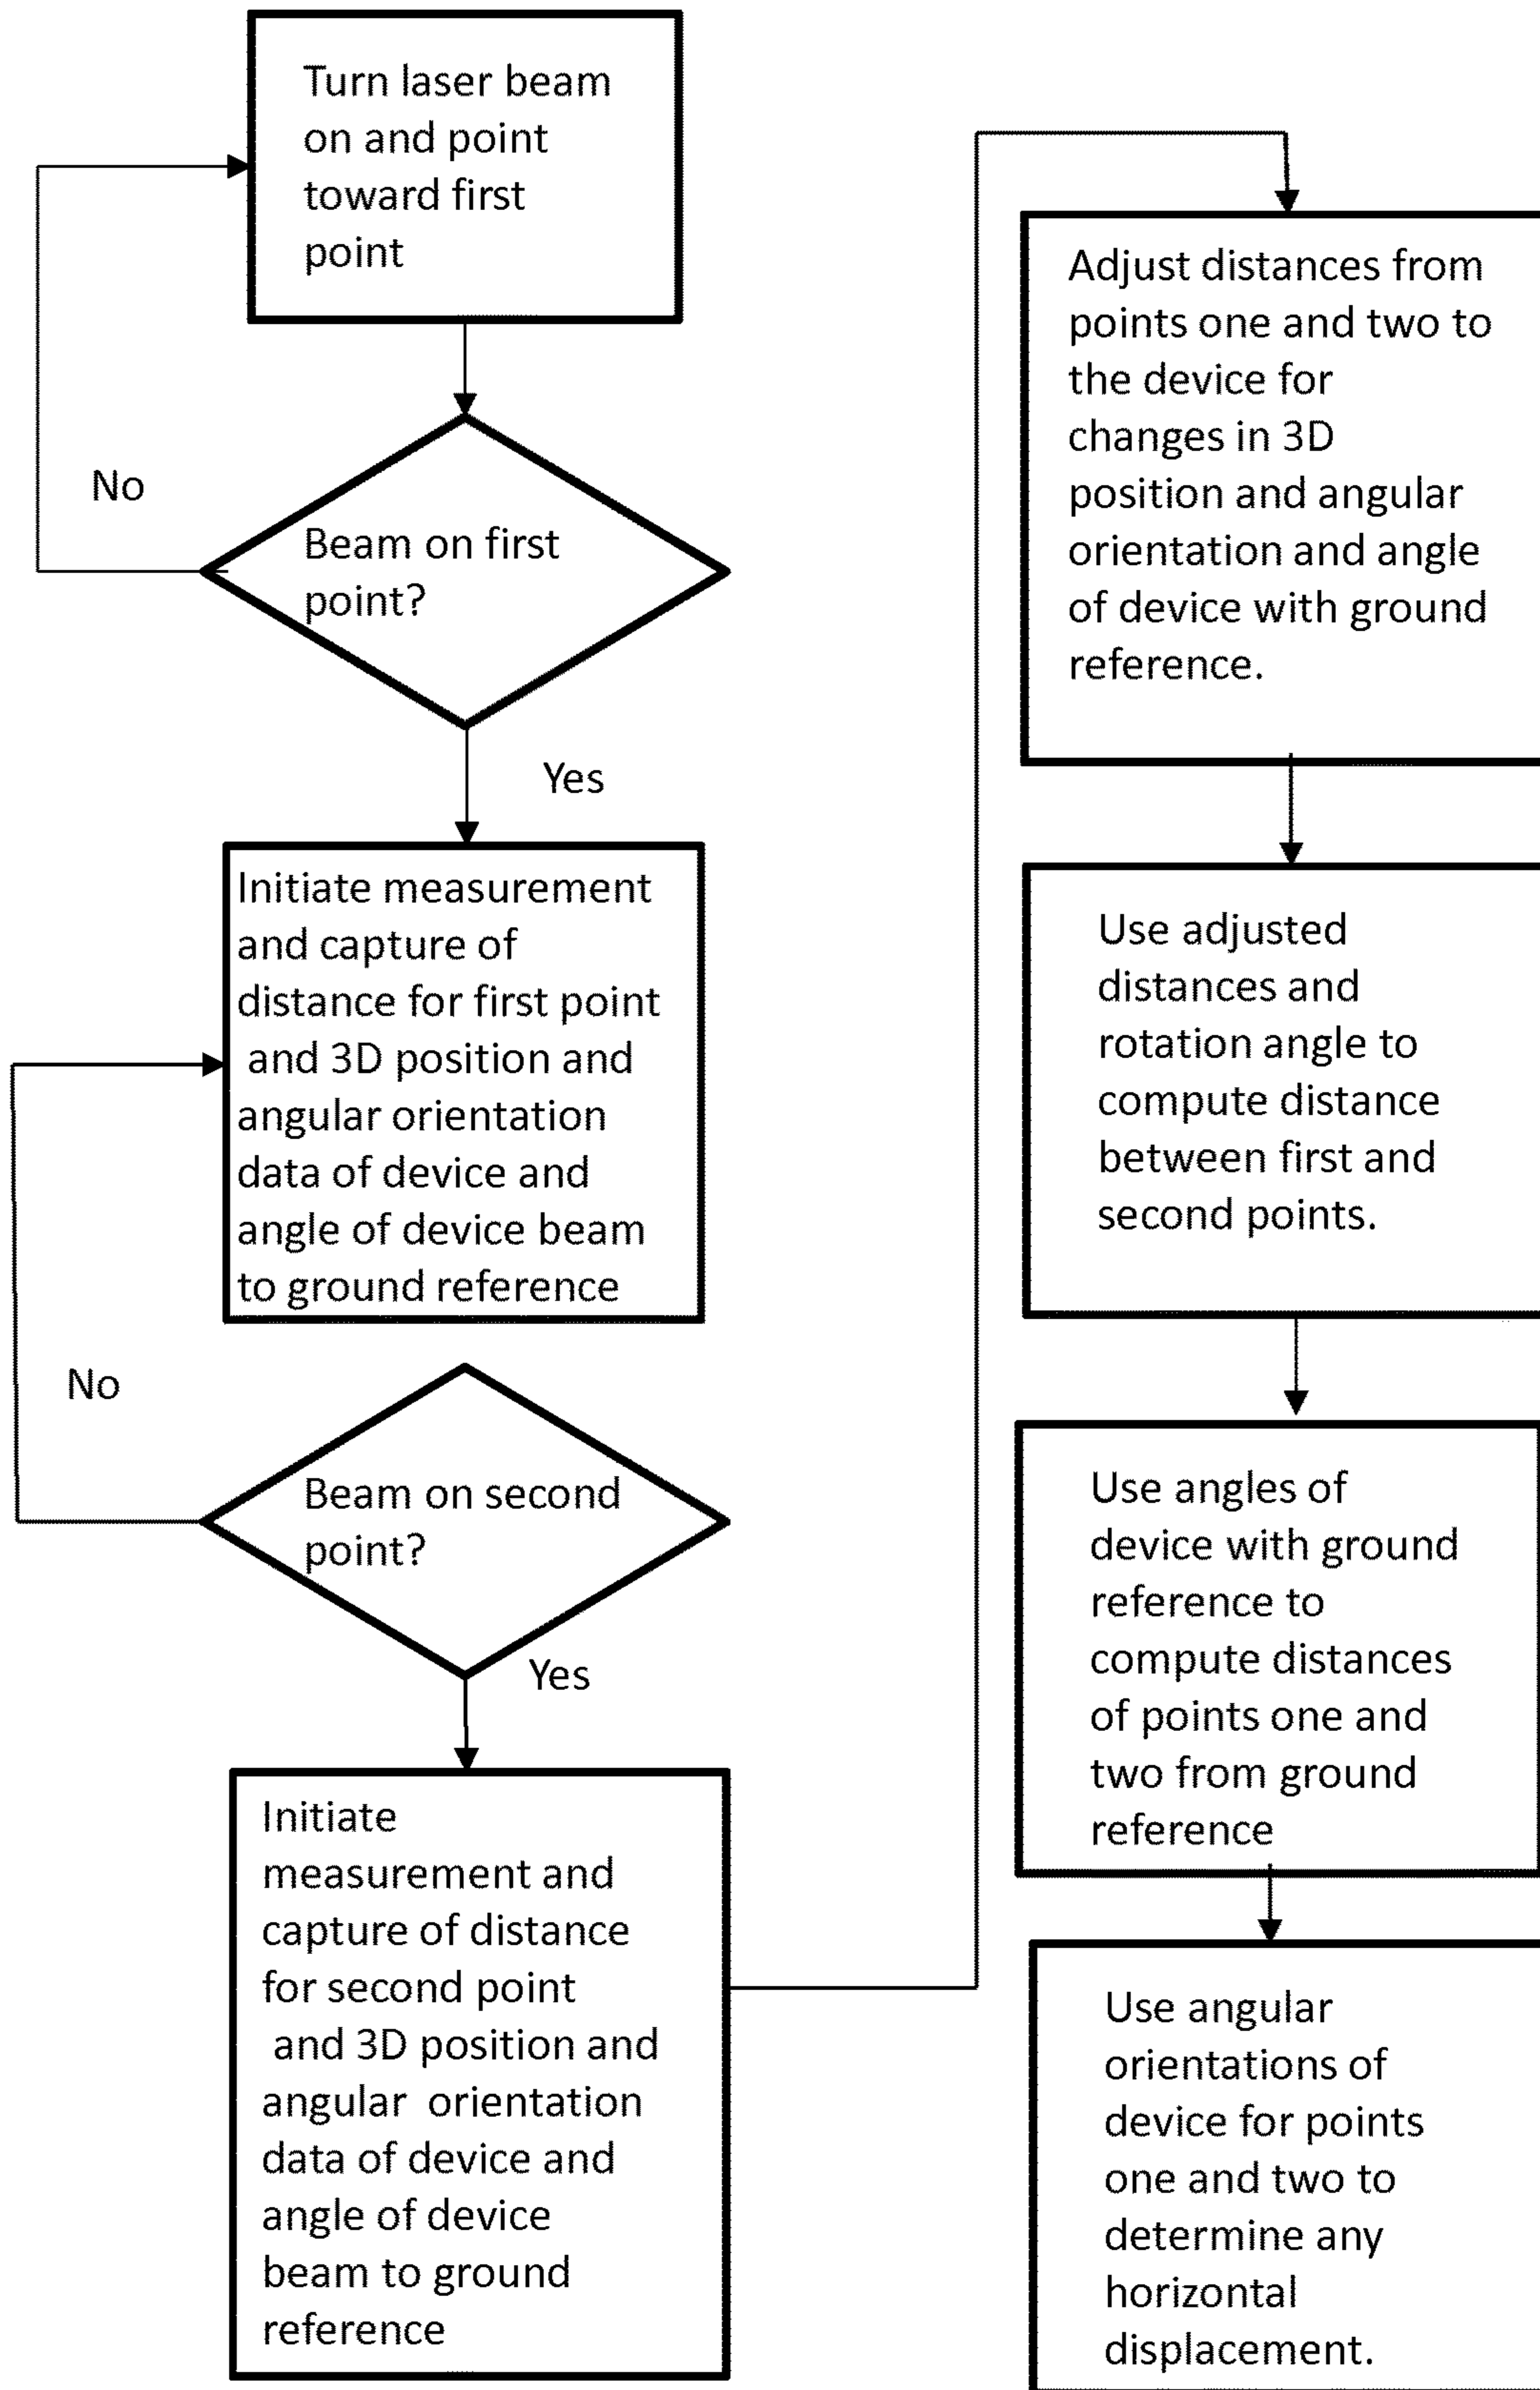 Turn laser beam
on and point
toward first
point
No
Beam on first
point?
Yes
Initiate measurement
and capture of
distance for first point
and 3D position and
angular orientation
data of device and
angle of device beam
to ground reference
No
Beam on second
point?
Yes
Initiate
measurement and
capture of distance
for second point
and 3D position and
angular orientation
data of device and
angle of device
beam to ground
reference
Adjust distances from
points one and two to
the device for
changes in 3D
position and angular
orientation and angle
of device with ground
reference.
Use adjusted
distances and
rotation angle to
compute distance
between first and
second points.
Use angles of
device with ground
reference to
compute distances
of points one and
two from ground
reference
Use angular
orientations of
device for points
one and two to
determine any
horizontal
displacement.